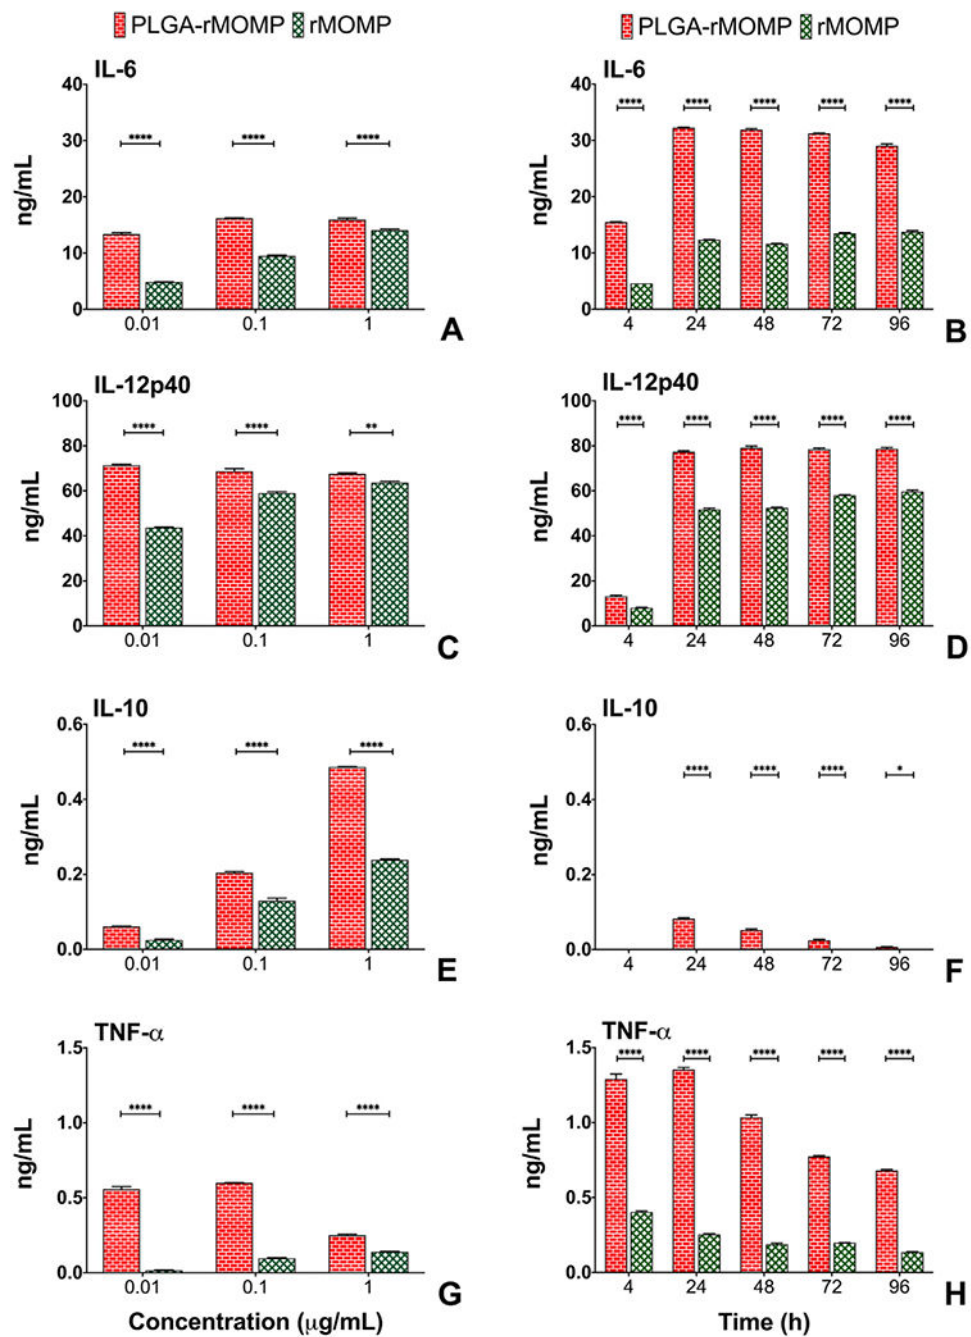 PLGA-rMOMP rMOMP
IL-6
40
30
20
10
0
ng/mL
**** **** ****
0.01 0.1 1
A
PLGA-rMOMP rMOMP
IL-6
40
30
20
10
0
ng/mL
**** **** **** **** ****
4 24 48 72 96
B
IL-12p40
100
80
60
40
20
0
ng/mL
**** **** **
0.01 0.1 1
C
IL-12p40
100
80
60
40
20
0
ng/mL
**** **** **** **** ****
4 24 48 72 96
D
IL-10
0.6
0.4
0.2
0.0
ng/mL
**** **** ****
0.01 0.1 1
E
IL-10
0.6
0.4
0.2
0.0
ng/mL
**** **** **** *
4 24 48 72 96
F
TNF-α
1.5
1.0
0.5
0.0
ng/mL
**** **** ****
0.01 0.1 1
G
Concentration (μg/mL)
TNF-α
1.5
1.0
0.5
0.0
ng/mL
**** **** **** **** ****
4 24 48 72 96
H
Time (h)